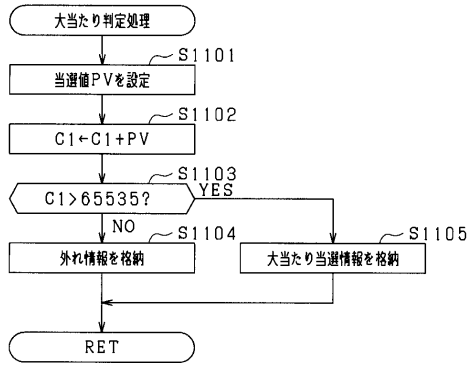 大当たり判定処理
S1101
当選値PVを設定
S1102
C1←C1+PV
S1103
C1>65535?
YES
NO
S1104
外れ情報を格納
S1105
大当たり当選情報を格納
RET